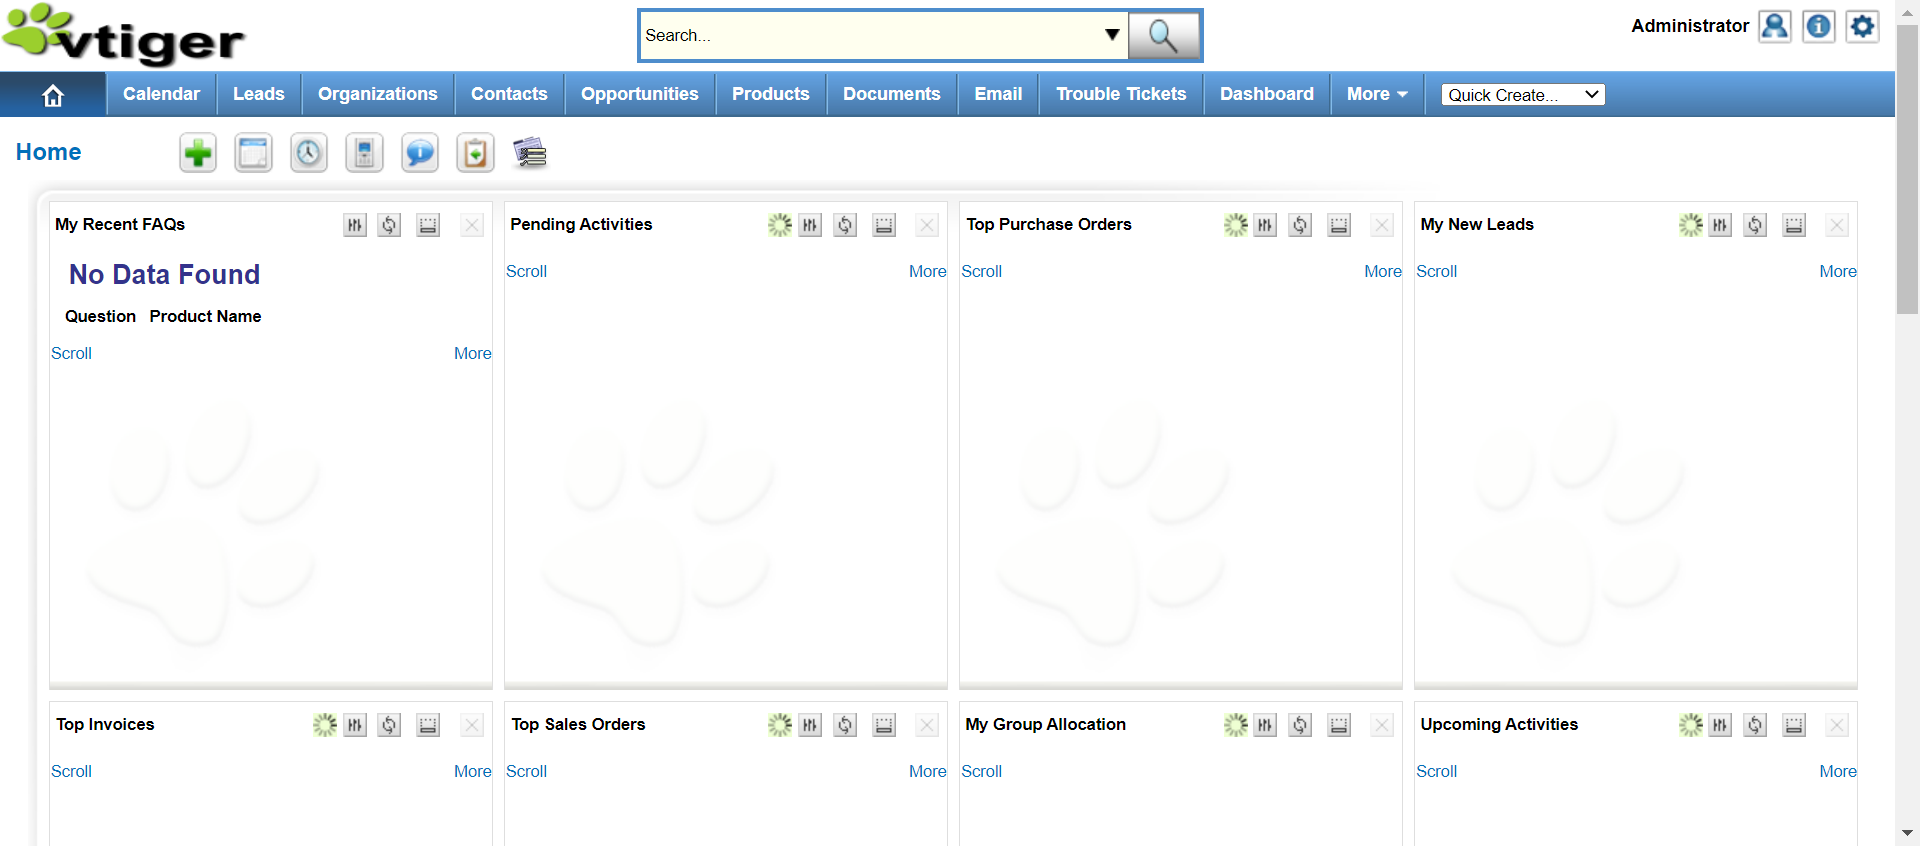 vtiger
Search...
Administrator
Calendar Leads Organizations Contacts Opportunities Products Documents Email Trouble Tickets Dashboard More Quick Create...
Home
My Recent FAQs
No Data Found
Question Product Name
Scroll More
Pending Activities
Scroll More
Top Purchase Orders
Scroll More
My New Leads
Scroll More
Top Invoices
Scroll More
Top Sales Orders
Scroll More
My Group Allocation
Scroll More
Upcoming Activities
Scroll More